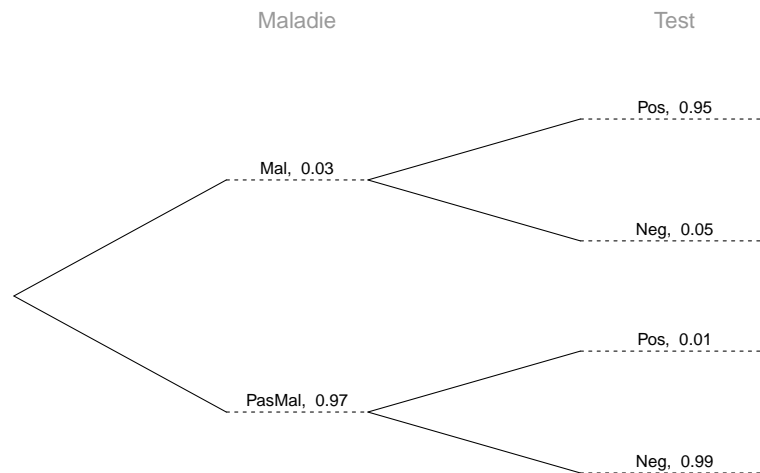 Maladie
Test
Pos, 0.95
Mal, 0.03
Neg, 0.05
Pos, 0.01
PasMal, 0.97
Neg, 0.99